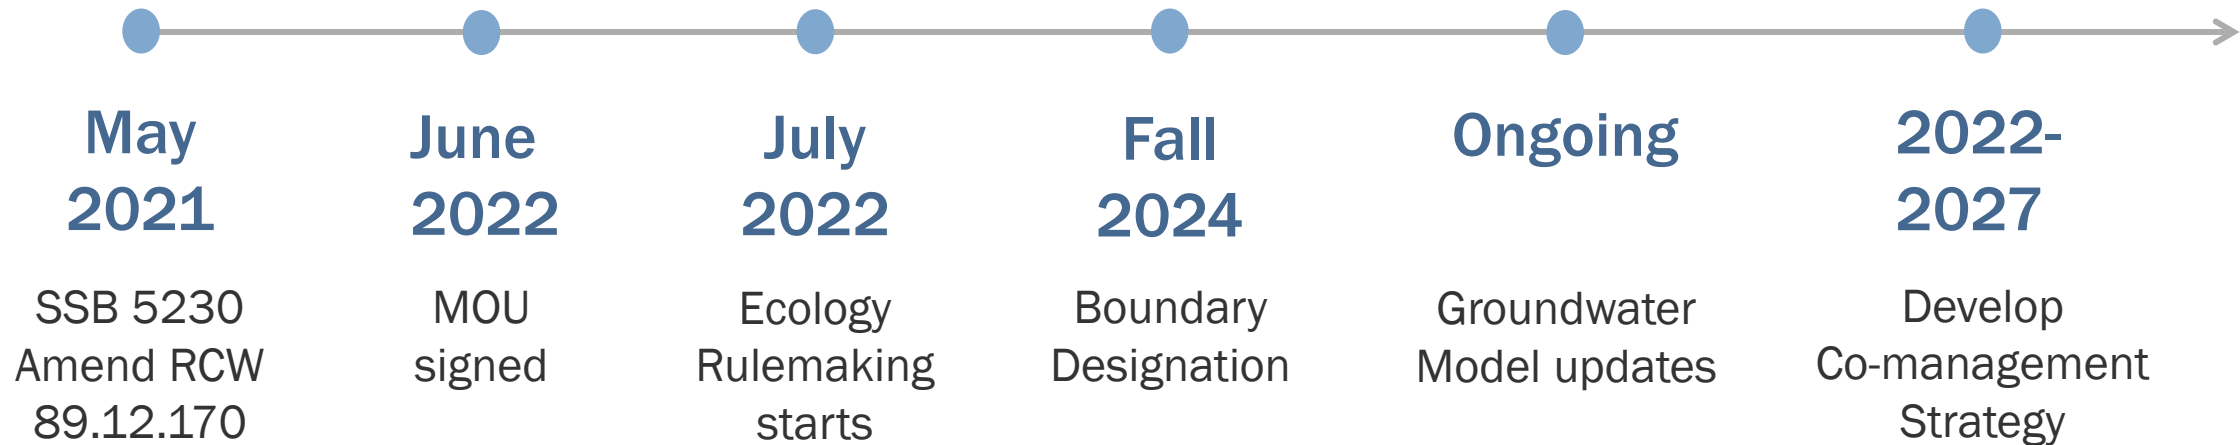 May
2021
SSB 5230
Amend RCW
89.12.170
June
2022
MOU
signed
July
2022
Ecology
Rulemaking
starts
Fall
2024
Boundary
Designation
Ongoing
Groundwater
Model updates
2022-
2027
Develop
Co-management
Strategy